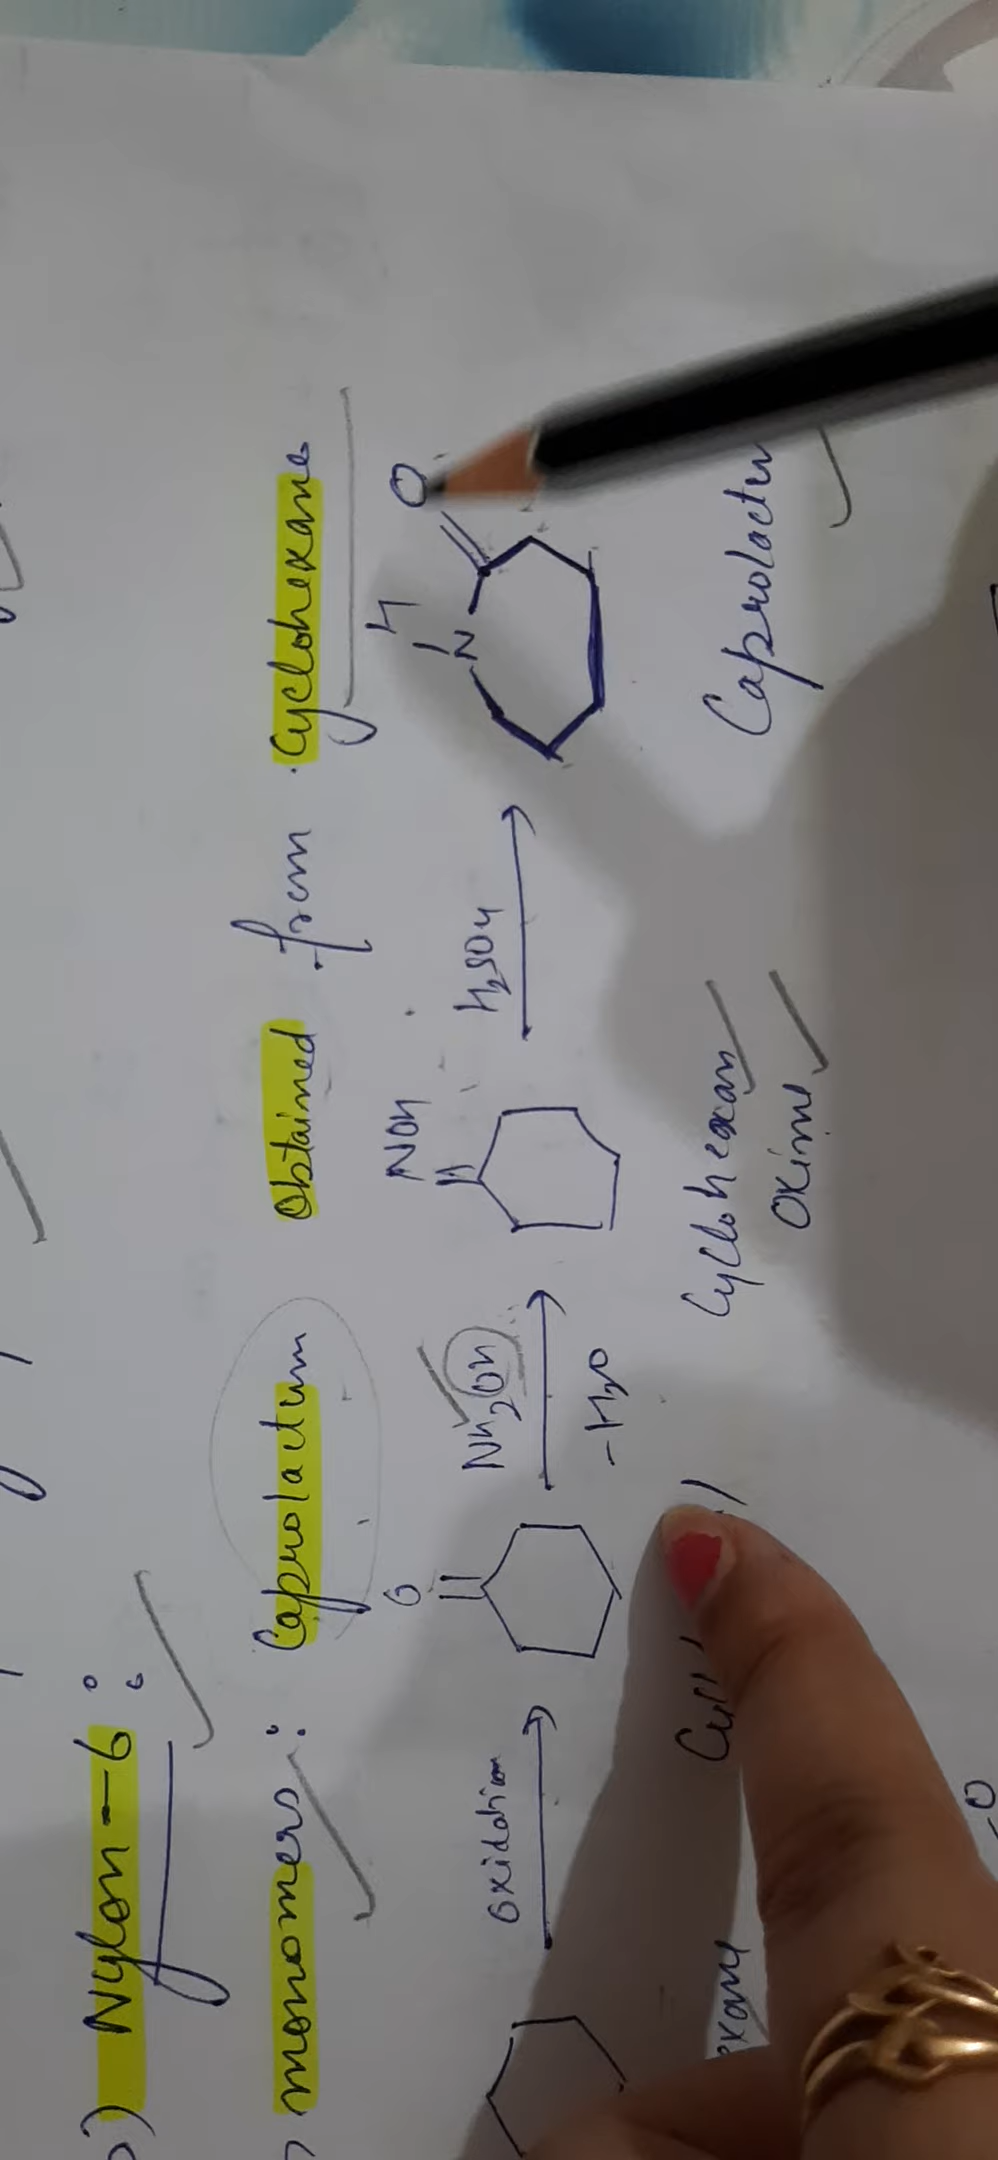 b) Nylon-6:
monomers: Caprolactum Obtained from Cyclohexane
O NOH H
N O
Oxidation NH2OH H2SO4
-H2O
Cyclohexan Caprolactu
Oxime